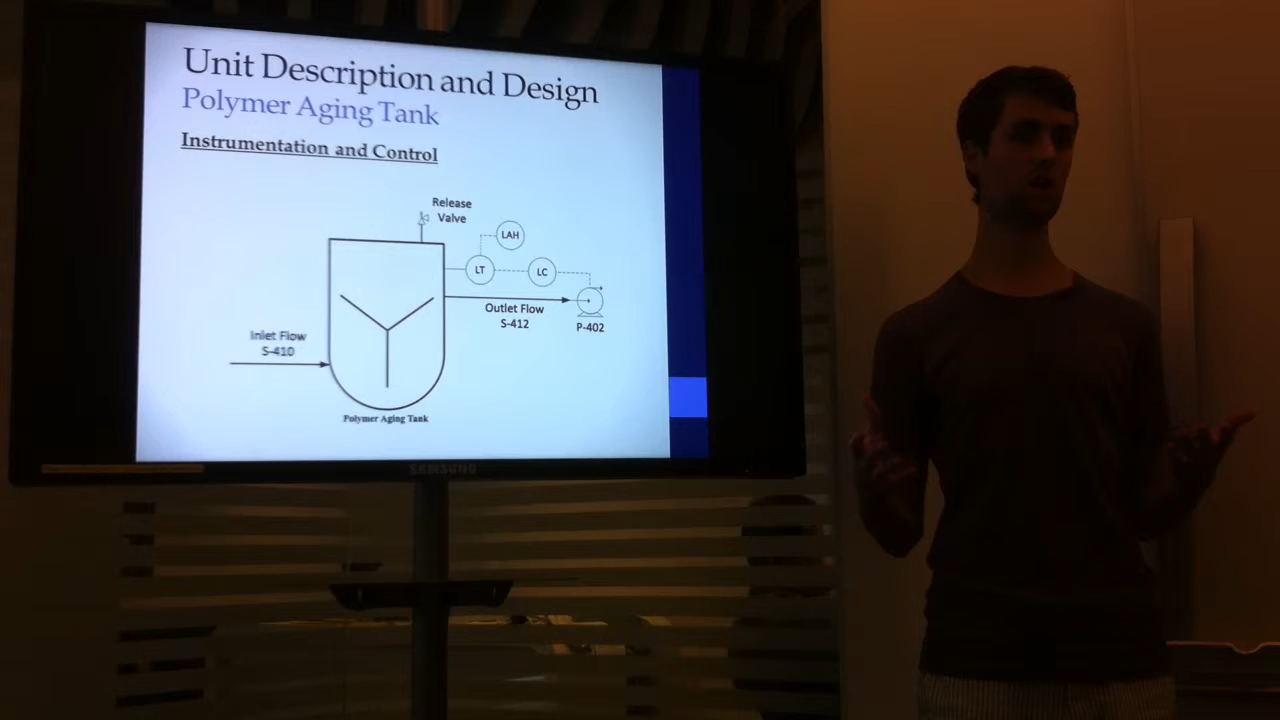 Unit Description and Design
Polymer Aging Tank
Instrumentation and Control
Release
Valve
LAH
LT
LC
Outlet Flow
S-412
P-402
Inlet Flow
S-410
Polymer Aging Tank
SAMSUNG